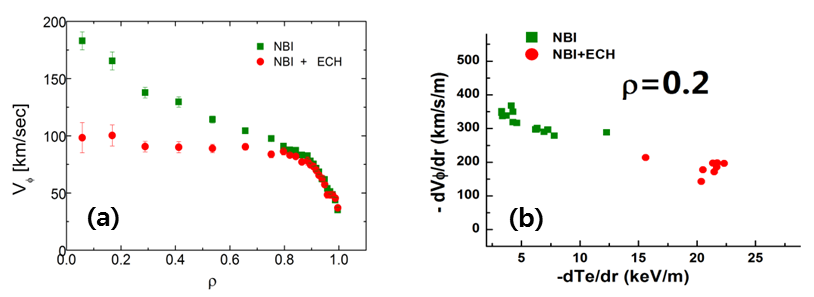 200
150
100
50
0
Vϕ [km/sec]
NBI
NBI + ECH
(a)
0.0 0.2 0.4 0.6 0.8 1.0
ρ
500
400
300
200
100
0
- dVϕ/dr (km/s/m)
NBI
NBI+ECH
ρ=0.2
(b)
5 10 15 20 25
-dTe/dr (keV/m)